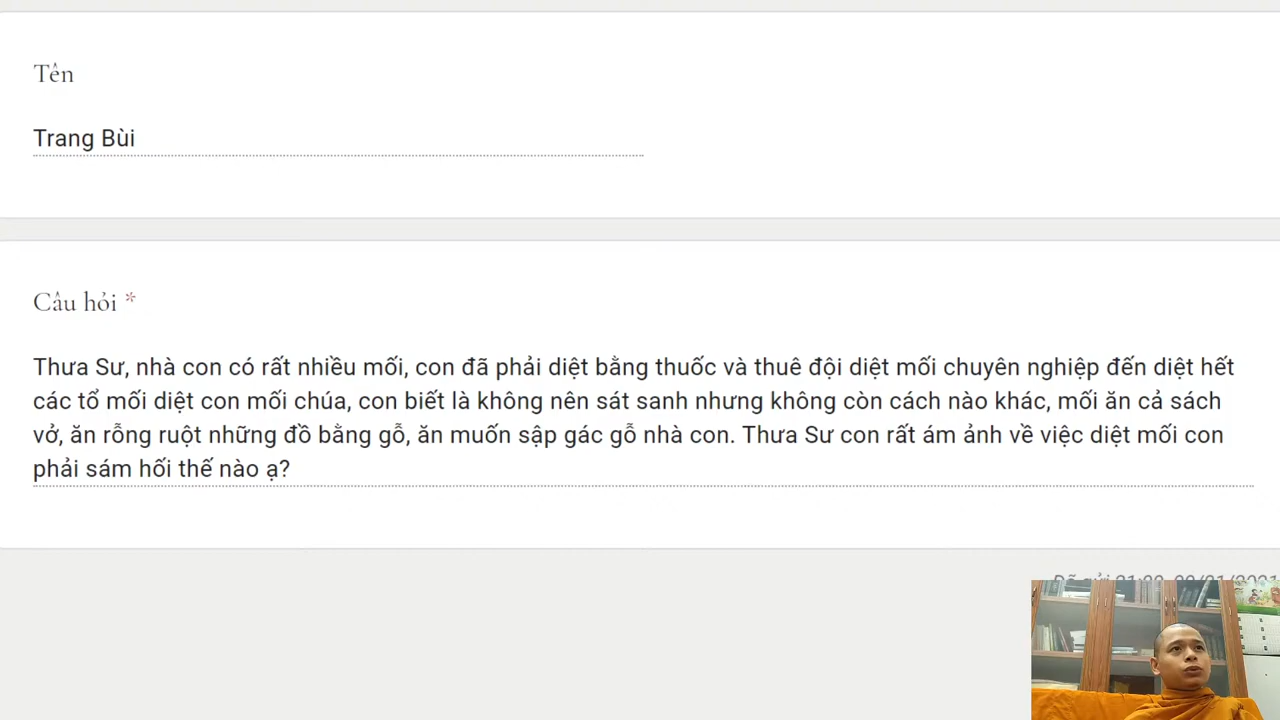 Tên
Trang Bùi
Câu hỏi *
Thưa Sư, nhà con có rất nhiều mối, con đã phải diệt bằng thuốc và thuê đội diệt mối chuyên nghiệp đến diệt hết
các tổ mối diệt con mối chúa, con biết là không nên sát sanh nhưng không còn cách nào khác, mối ăn cả sách
vở, ăn rỗng ruột những đồ bằng gỗ, ăn muốn sập gác gỗ nhà con. Thưa Sư con rất ám ảnh về việc diệt mối con
phải sám hối thế nào ạ?
Đã gửi